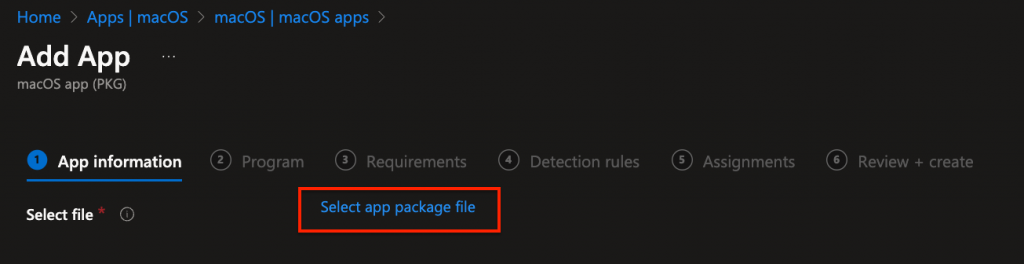 Home > Apps | macOS > macOS | macOS apps >
Add App ...
macOS app (PKG)
1 App information 2 Program 3 Requirements 4 Detection rules 5 Assignments 6 Review + create
Select file * Select app package file